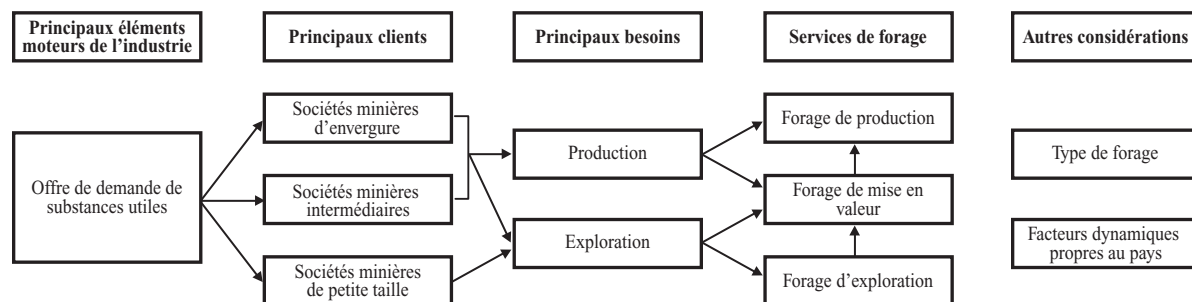 Principaux éléments
moteurs de l'industrie
Principaux clients
Principaux besoins
Services de forage
Autres considérations
Offre de demande de
substances utiles
Sociétés minières
d'envergure
Sociétés minières
intermédiaires
Sociétés minières
de petite taille
Production
Exploration
Forage de production
Forage de mise en
valeur
Forage d'exploration
Type de forage
Facteurs dynamiques
propres au pays